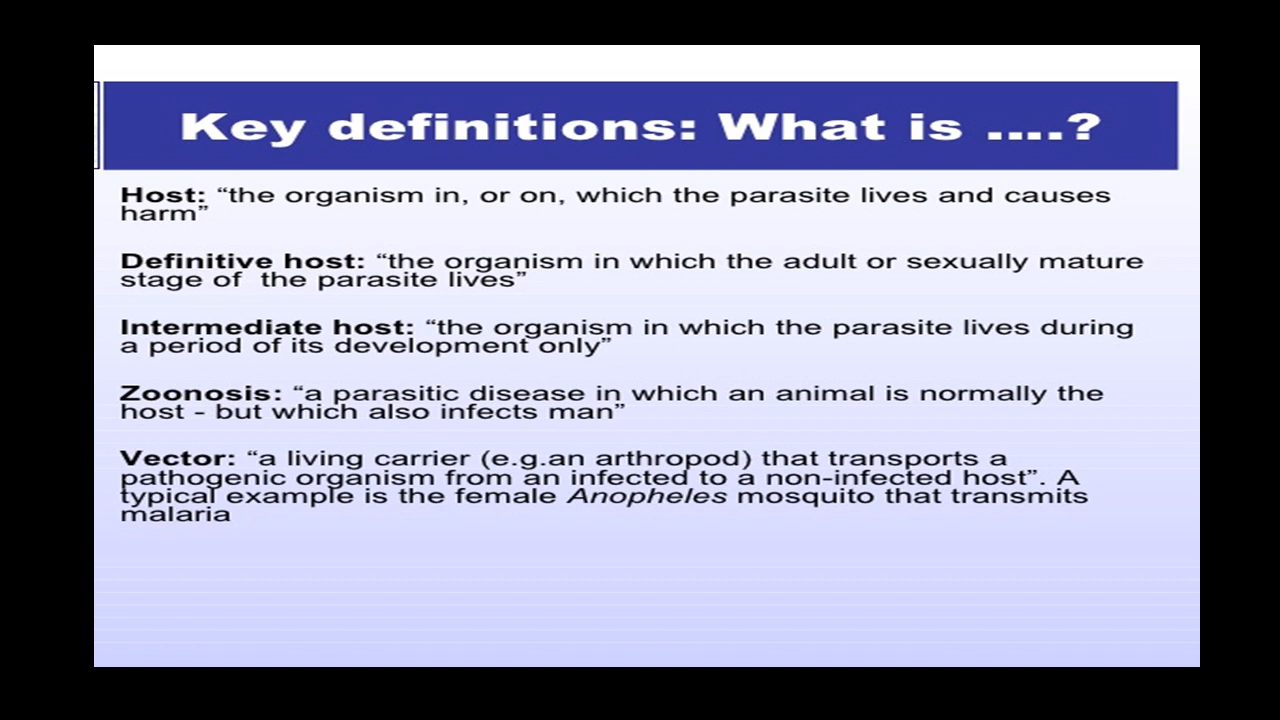 Key definitions: What is ....?
Host: “the organism in, or on, which the parasite lives and causes
harm”
Definitive host: “the organism in which the adult or sexually mature
stage of  the parasite lives”
Intermediate host: “the organism in which the parasite lives during
a period of its development only”
Zoonosis: “a parasitic disease in which an animal is normally the
host - but which also infects man”
Vector: “a living carrier (e.g.an arthropod) that transports a
pathogenic organism from an infected to a non-infected host”. A
typical example is the female Anopheles mosquito that transmits
malaria